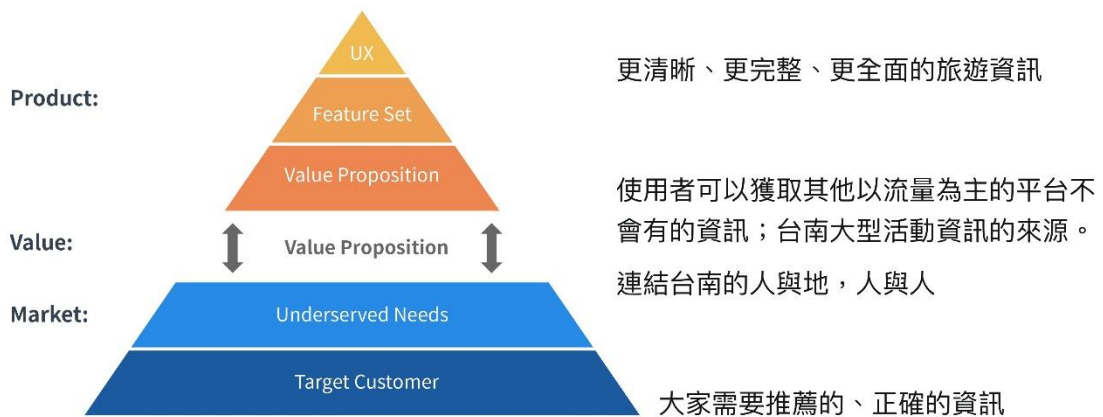 UX
更清晰、更完整、更全面的旅遊資訊
Product:
Feature Set
Value Proposition
使用者可以獲取其他以流量為主的平台不
會有的資訊；台南大型活動資訊的來源。
Value:
Value Proposition
連結台南的人與地，人與人
Market:
Underserved Needs
Target Customer
大家需要推薦的、正確的資訊